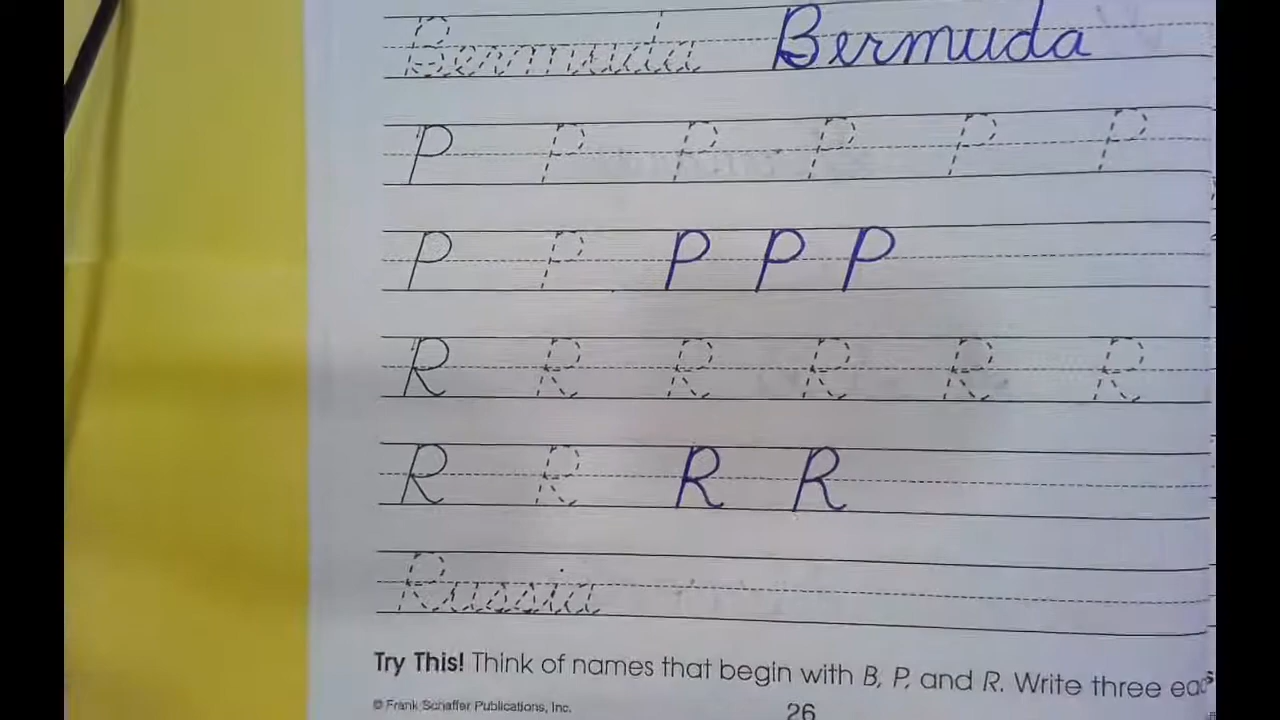 Bermuda Bermuda
P P P P P P
P P P P P
R R R R R R
R R R R
Russia
Try This! Think of names that begin with B, P, and R. Write three eac
© Frank Schaffer Publications, Inc. 26